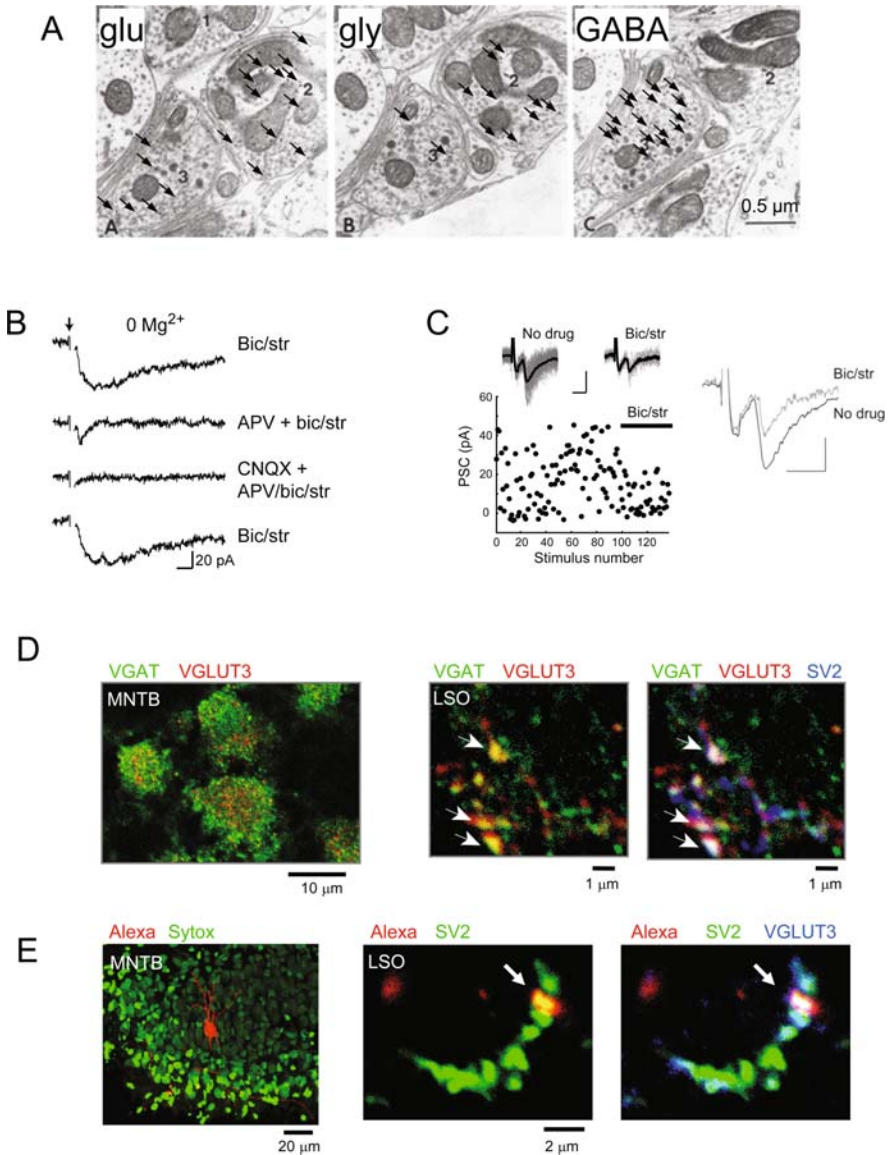 A
glu
gly
GABA
1
2
3
A
2
3
B
2
3
C
0.5 µm
B
0 Mg2+
Bic/str
APV + bic/str
CNQX +
APV/bic/str
Bic/str
20 pA
C
No drug
Bic/str
60
40
20
0
PSC (pA)
Bic/str
0 20 40 60 80 100 120
Stimulus number
Bic/str
No drug
D
VGAT VGLUT3
MNTB
10 µm
VGAT VGLUT3
LSO
1 µm
VGAT VGLUT3 SV2
1 µm
E
Alexa Sytox
MNTB
20 µm
Alexa SV2
LSO
2 µm
Alexa SV2 VGLUT3